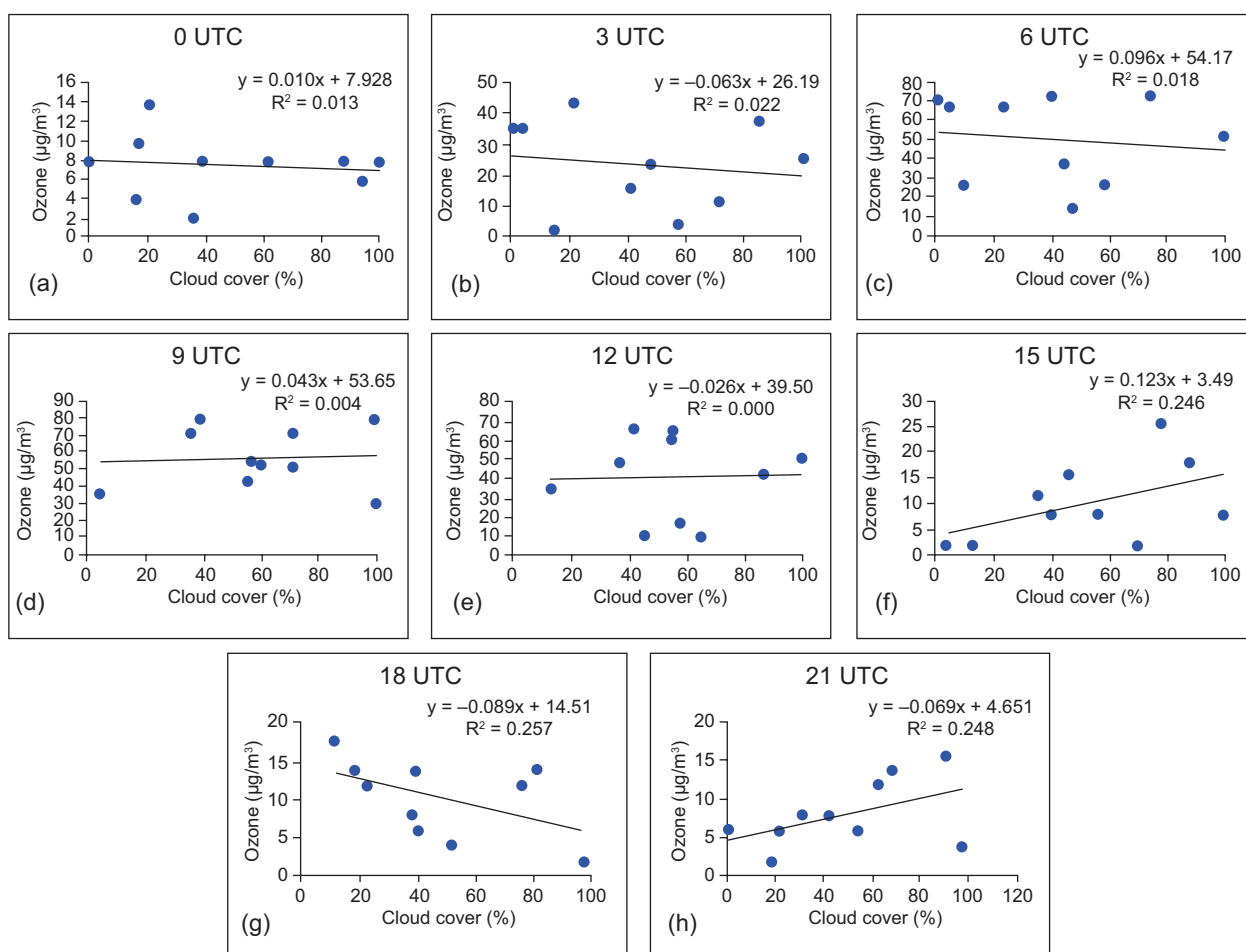 0 UTC
y = 0.010x + 7.928
R² = 0.013
Ozone (µg/m³)
16
14
12
10
8
6
4
2
0
0 20 40 60 80 100
Cloud cover (%)
(a)
3 UTC
y = –0.063x + 26.19
R² = 0.022
Ozone (µg/m³)
50
40
30
20
10
0
0 20 40 60 80 100
Cloud cover (%)
(b)
6 UTC
y = 0.096x + 54.17
R² = 0.018
Ozone (µg/m³)
80
70
60
50
40
30
20
10
0
0 20 40 60 80 100
Cloud cover (%)
(c)
9 UTC
y = 0.043x + 53.65
R² = 0.004
Ozone (µg/m³)
90
80
70
60
50
40
30
20
10
0
0 20 40 60 80 100
Cloud cover (%)
(d)
12 UTC
y = –0.026x + 39.50
R² = 0.000
Ozone (µg/m³)
80
70
60
50
40
30
20
10
0
0 20 40 60 80 100
Cloud cover (%)
(e)
15 UTC
y = 0.123x + 3.49
R² = 0.246
Ozone (µg/m³)
30
25
20
15
10
5
0
0 20 40 60 80 100
Cloud cover (%)
(f)
18 UTC
y = –0.089x + 14.51
R² = 0.257
Ozone (µg/m³)
20
15
10
5
0
0 20 40 60 80 100
Cloud cover (%)
(g)
21 UTC
y = –0.069x + 4.651
R² = 0.248
Ozone (µg/m³)
20
15
10
5
0
0 20 40 60 80 100 120
Cloud cover (%)
(h)